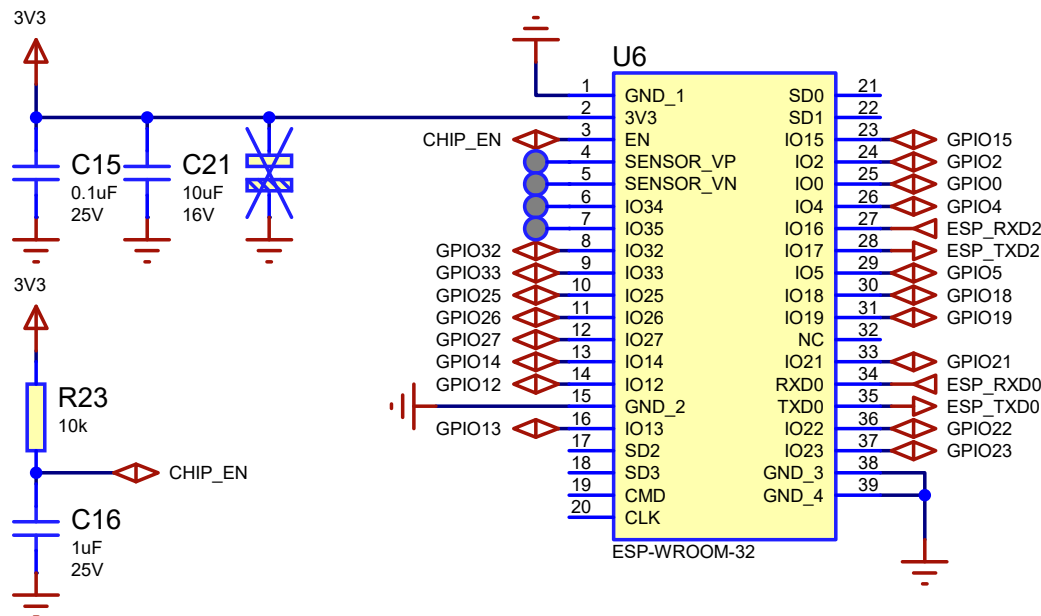 3V3
C15
0.1uF
25V
C21
10uF
16V
3V3
R23
10k
CHIP_EN
C16
1uF
25V
U6
1 GND_1 SD0 21
2 3V3 SD1 22
CHIP_EN 3 EN IO15 23 GPIO15
4 SENSOR_VP IO2 24 GPIO2
5 SENSOR_VN IO0 25 GPIO0
6 IO34 IO4 26 GPIO4
7 IO35 IO16 27 ESP_RXD2
GPIO32 8 IO32 IO17 28 ESP_TXD2
GPIO33 9 IO33 IO5 29 GPIO5
GPIO25 10 IO25 IO18 30 GPIO18
GPIO26 11 IO26 IO19 31 GPIO19
GPIO27 12 IO27 NC 32
GPIO14 13 IO14 IO21 33 GPIO21
GPIO12 14 IO12 RXD0 34 ESP_RXD0
15 GND_2 TXD0 35 ESP_TXD0
GPIO13 16 IO13 IO22 36 GPIO22
17 SD2 IO23 37 GPIO23
18 SD3 GND_3 38
19 CMD GND_4 39
20 CLK
ESP-WROOM-32